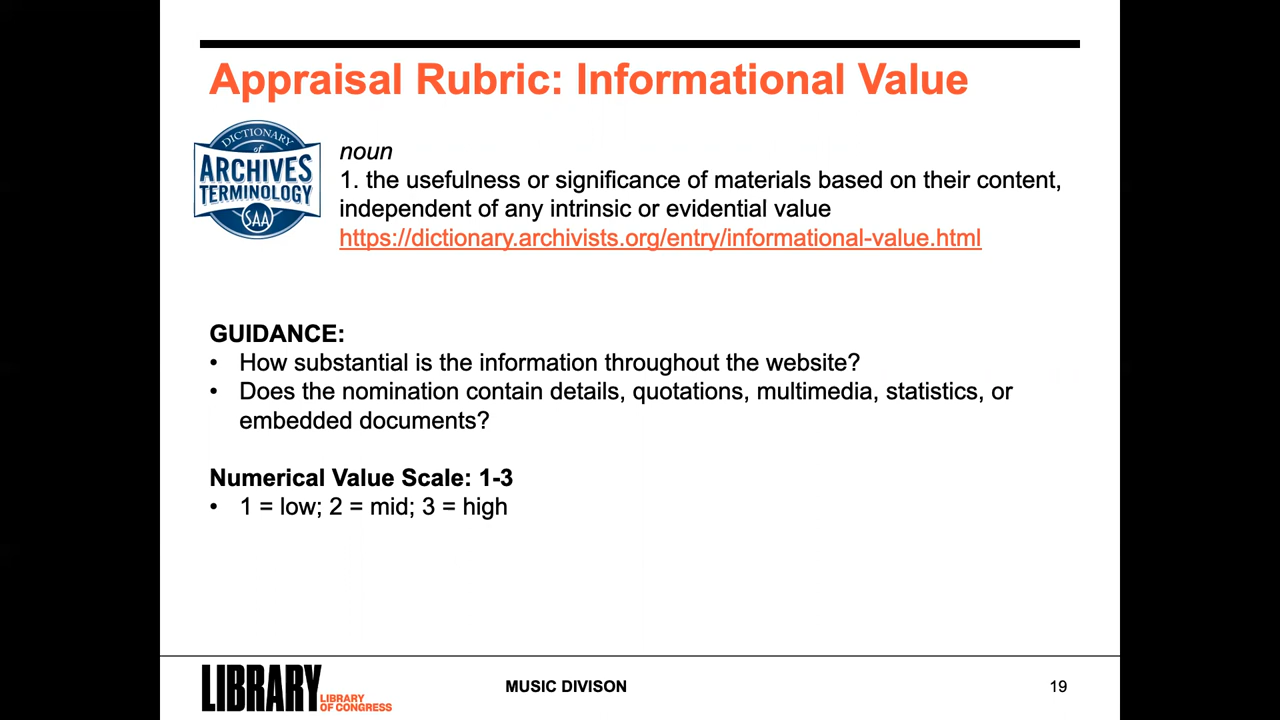 Appraisal Rubric: Informational Value
DICTIONARY
of
ARCHIVES
TERMINOLOGY
SAA
noun
1. the usefulness or significance of materials based on their content,
independent of any intrinsic or evidential value
https://dictionary.archivists.org/entry/informational-value.html
GUIDANCE:
• How substantial is the information throughout the website?
• Does the nomination contain details, quotations, multimedia, statistics, or
embedded documents?
Numerical Value Scale: 1-3
• 1 = low; 2 = mid; 3 = high
LIBRARY
LIBRARY
OF CONGRESS
MUSIC DIVISON
19